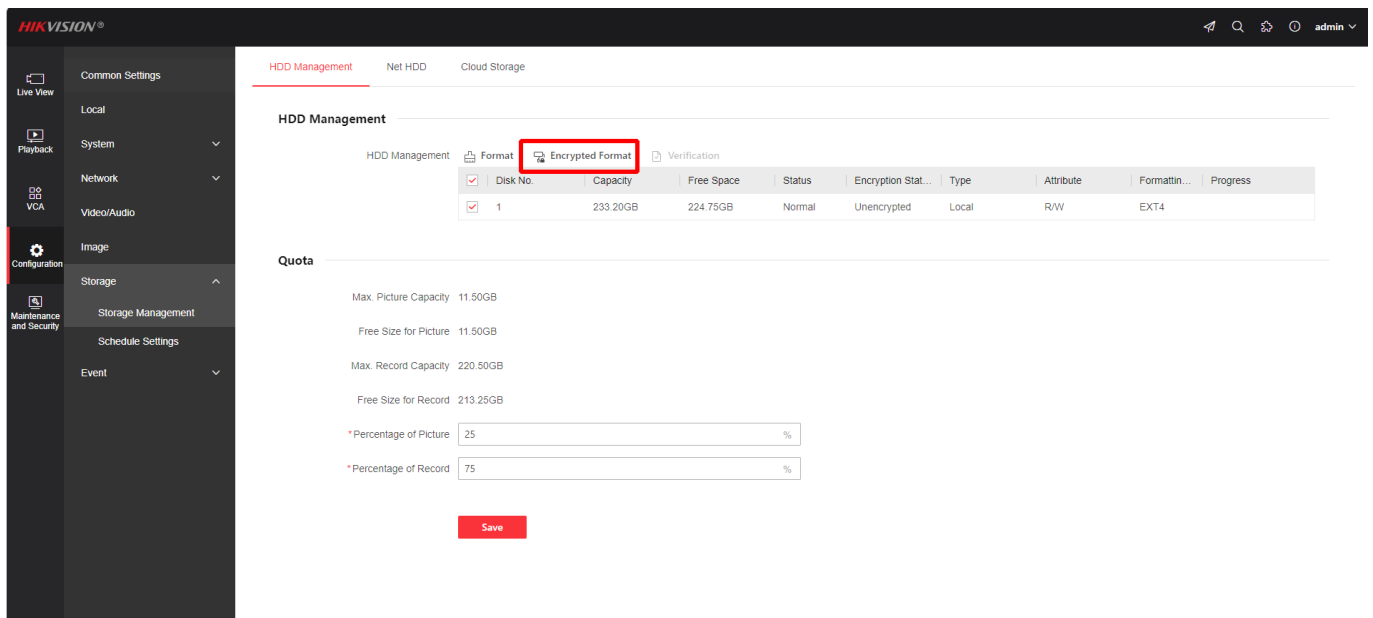 HIKVISION®
admin
Live View
Playback
VCA
Configuration
Maintenance
and Security
Common Settings
Local
System
Network
Video/Audio
Image
Storage
Storage Management
Schedule Settings
Event
HDD Management Net HDD Cloud Storage
HDD Management
HDD Management Format Encrypted Format Verification
Disk No. Capacity Free Space Status Encryption Stat... Type Attribute Formattin... Progress
1 233.20GB 224.75GB Normal Unencrypted Local R/W EXT4
Quota
Max. Picture Capacity 11.50GB
Free Size for Picture 11.50GB
Max. Record Capacity 220.50GB
Free Size for Record 213.25GB
*Percentage of Picture 25 %
*Percentage of Record 75 %
Save